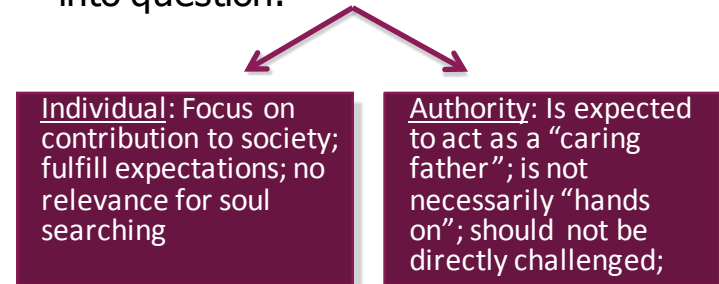 into question.
Individual: Focus on
contribution to society;
fulfill expectations; no
relevance for soul
searching
Authority: Is expected
to act as a “caring
father”; is not
necessarily “hands
on”; should not be
directly challenged;